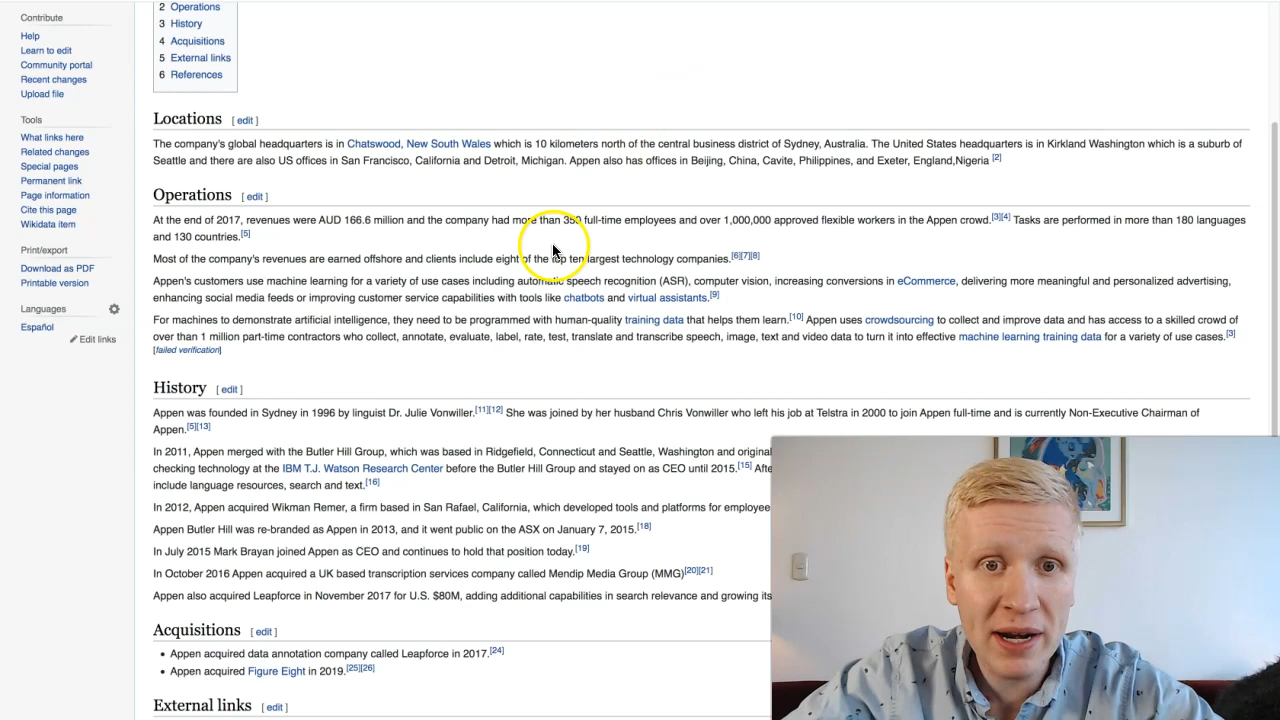 Contribute
Help
Learn to edit
Community portal
Recent changes
Upload file
Tools
What links here
Related changes
Special pages
Permanent link
Page information
Cite this page
Wikidata item
Print/export
Download as PDF
Printable version
Languages
Español
Edit links
2 Operations
3 History
4 Acquisitions
5 External links
6 References
Locations [ edit ]
The company's global headquarters is in Chatswood, New South Wales which is 10 kilometers north of the central business district of Sydney, Australia. The United States headquarters is in Kirkland Washington which is a suburb of
Seattle and there are also US offices in San Francisco, California and Detroit, Michigan. Appen also has offices in Beijing, China, Cavite, Philippines, and Exeter, England,Nigeria [2]
Operations [ edit ]
At the end of 2017, revenues were AUD 166.6 million and the company had more than 350 full-time employees and over 1,000,000 approved flexible workers in the Appen crowd.[3][4] Tasks are performed in more than 180 languages
and 130 countries.[5]
Most of the company's revenues are earned offshore and clients include eight of the top ten largest technology companies.[6][7][8]
Appen's customers use machine learning for a variety of use cases including automatic speech recognition (ASR), computer vision, increasing conversions in eCommerce, delivering more meaningful and personalized advertising,
enhancing social media feeds or improving customer service capabilities with tools like chatbots and virtual assistants.[9]
For machines to demonstrate artificial intelligence, they need to be programmed with human-quality training data that helps them learn.[10] Appen uses crowdsourcing to collect and improve data and has access to a skilled crowd of
over than 1 million part-time contractors who collect, annotate, evaluate, label, rate, test, translate and transcribe speech, image, text and video data to turn it into effective machine learning training data for a variety of use cases.[3]
[failed verification]
History [ edit ]
Appen was founded in Sydney in 1996 by linguist Dr. Julie Vonwiller.[11][12] She was joined by her husband Chris Vonwiller who left his job at Telstra in 2000 to join Appen full-time and is currently Non-Executive Chairman of
Appen.[5][13]
In 2011, Appen merged with the Butler Hill Group, which was based in Ridgefield, Connecticut and Seattle, Washington and original
checking technology at the IBM T.J. Watson Research Center before the Butler Hill Group and stayed on as CEO until 2015.[15] Afte
include language resources, search and text.[16]
In 2012, Appen acquired Wikman Remer, a firm based in San Rafael, California, which developed tools and platforms for employee
Appen Butler Hill was re-branded as Appen in 2013, and it went public on the ASX on January 7, 2015.[18]
In July 2015 Mark Brayan joined Appen as CEO and continues to hold that position today.[19]
In October 2016 Appen acquired a UK based transcription services company called Mendip Media Group (MMG)[20][21]
Appen also acquired Leapforce in November 2017 for U.S. $80M, adding additional capabilities in search relevance and growing its
Acquisitions [ edit ]
• Appen acquired data annotation company called Leapforce in 2017.[24]
• Appen acquired Figure Eight in 2019.[25][26]
External links [ edit ]